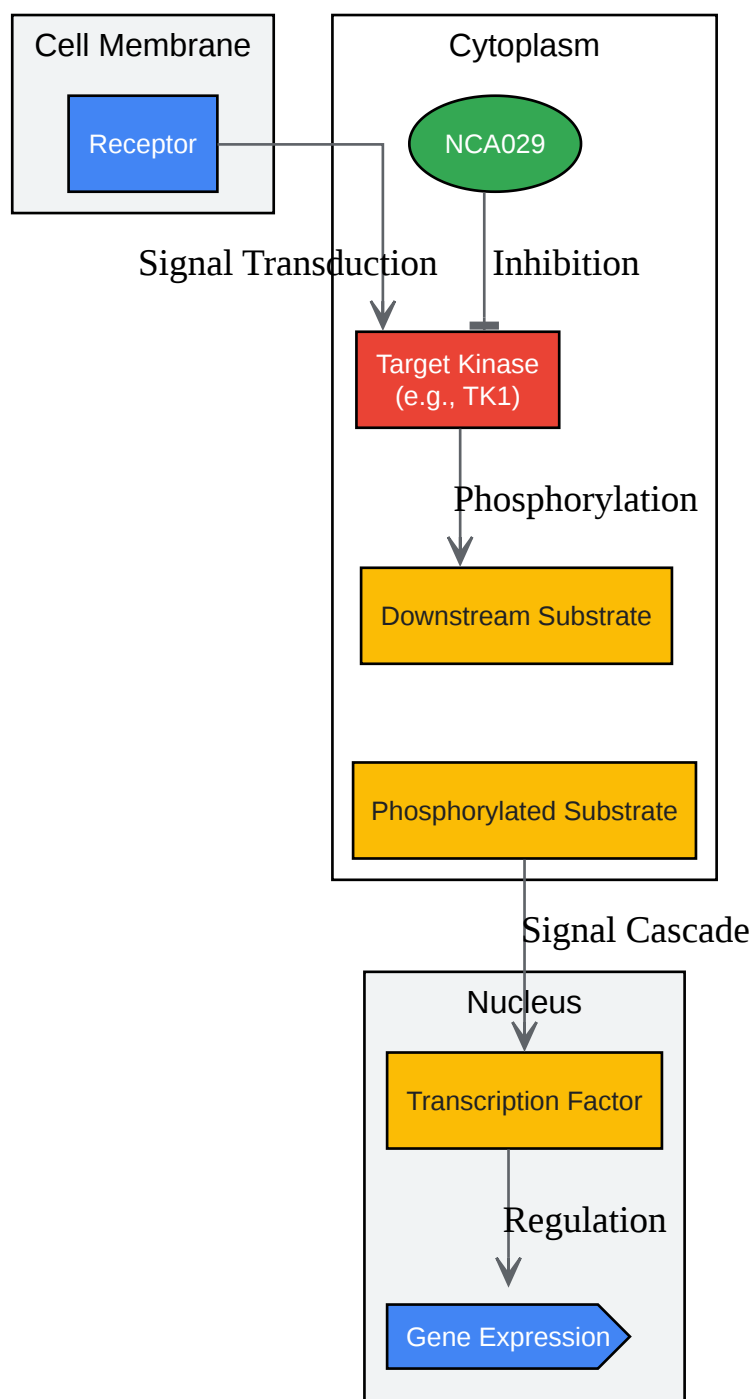 Cell Membrane
Cytoplasm
Receptor
NCA029
Signal Transduction
Inhibition
Target Kinase
(e.g., TK1)
Phosphorylation
Downstream Substrate
Phosphorylated Substrate
Signal Cascade
Nucleus
Transcription Factor
Regulation
Gene Expression